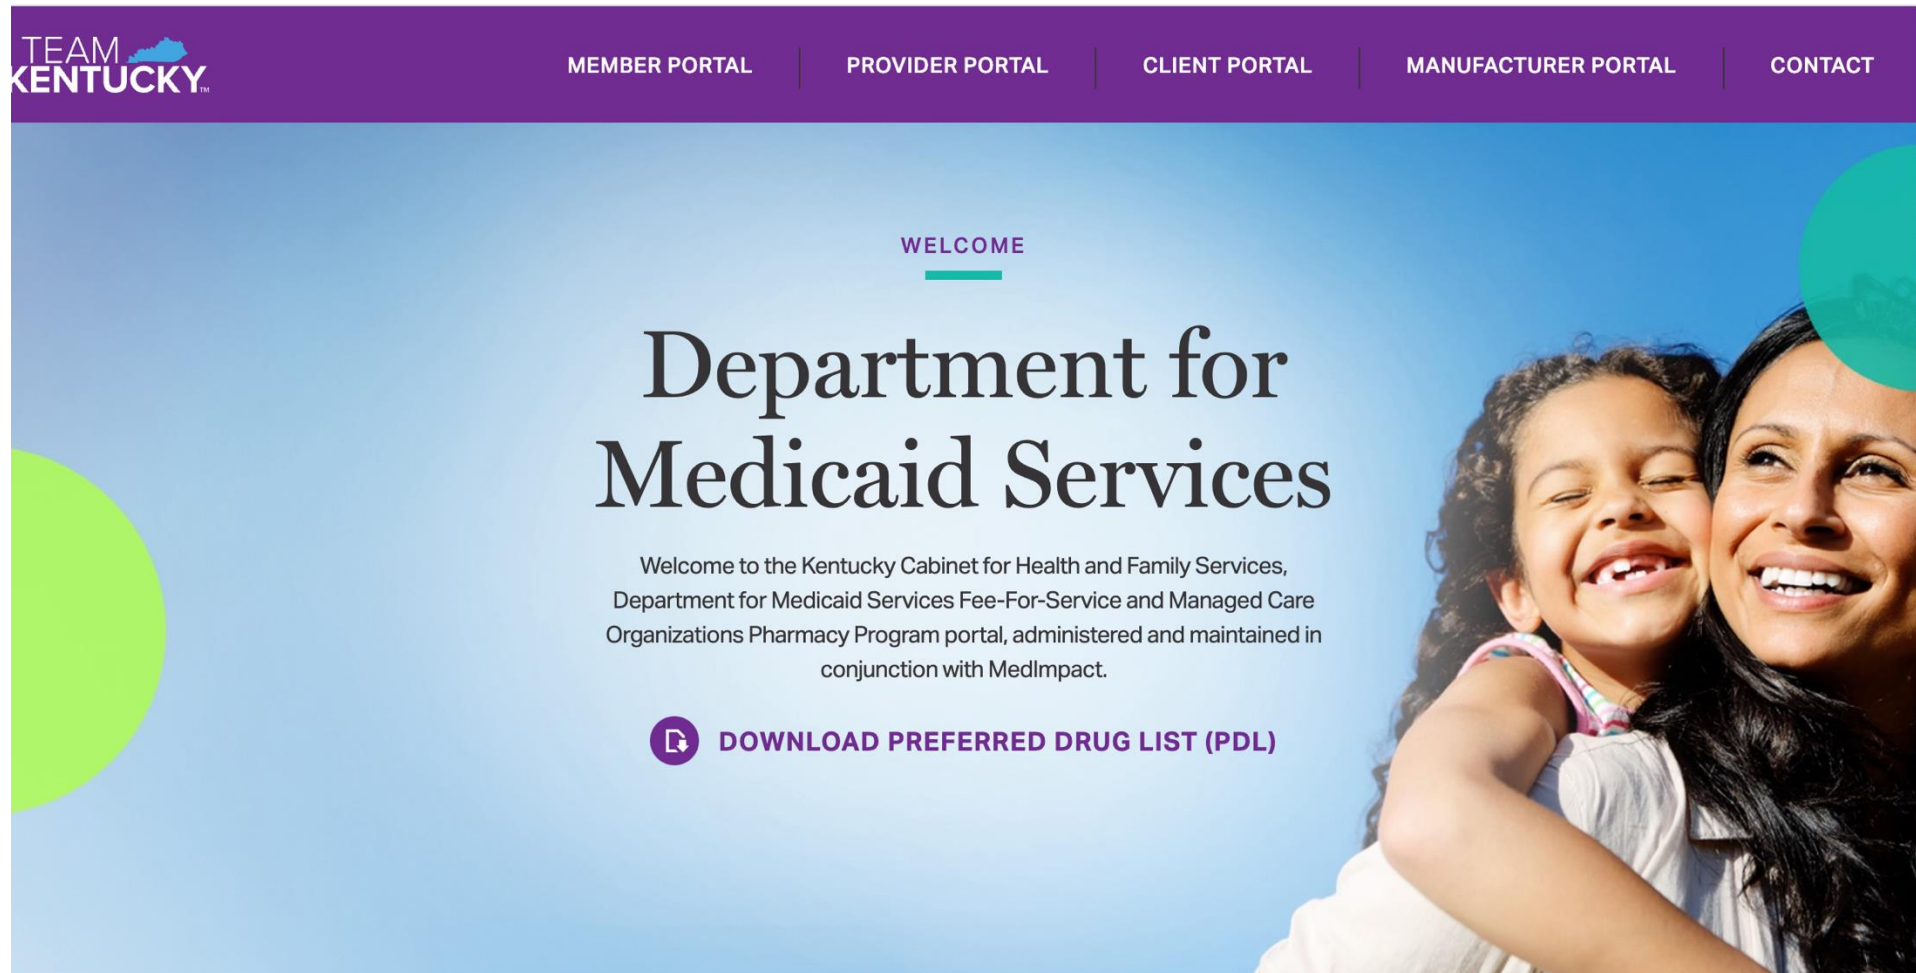 TEAM
KENTUCKY™
MEMBER PORTAL
PROVIDER PORTAL
CLIENT PORTAL
MANUFACTURER PORTAL
CONTACT
WELCOME
Department for
Medicaid Services
Welcome to the Kentucky Cabinet for Health and Family Services,
Department for Medicaid Services Fee-For-Service and Managed Care
Organizations Pharmacy Program portal, administered and maintained in
conjunction with MedImpact.
DOWNLOAD PREFERRED DRUG LIST (PDL)